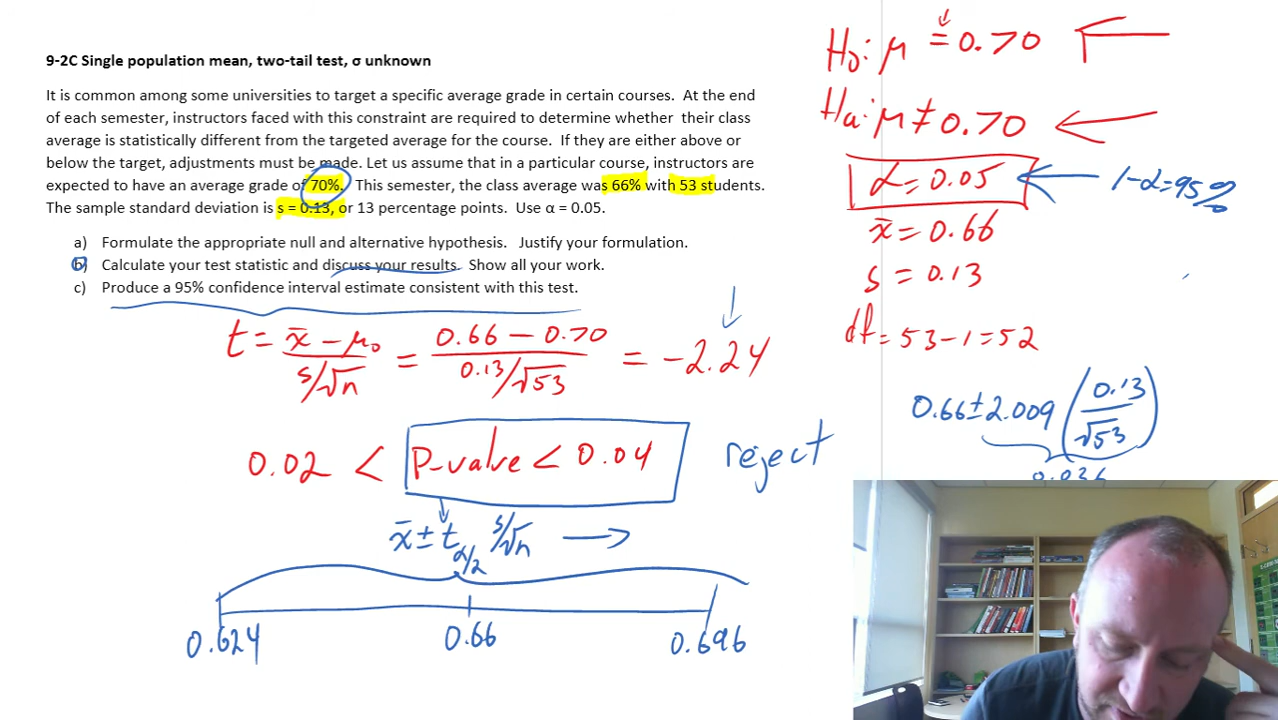 9-2C Single population mean, two-tail test, σ unknown
It is common among some universities to target a specific average grade in certain courses. At the end
of each semester, instructors faced with this constraint are required to determine whether their class
average is statistically different from the targeted average for the course. If they are either above or
below the target, adjustments must be made. Let us assume that in a particular course, instructors are
expected to have an average grade of 70%. This semester, the class average was 66% with 53 students.
The sample standard deviation is s = 0.13, or 13 percentage points. Use α = 0.05.
a) Formulate the appropriate null and alternative hypothesis. Justify your formulation.
b) Calculate your test statistic and discuss your results. Show all your work.
c) Produce a 95% confidence interval estimate consistent with this test.
H₀: μ = 0.70
Ha: μ ≠ 0.70
α = 0.05
1-α=95%
x̄ = 0.66
s = 0.13
df = 53-1=52
t = x̄ - μ₀ / s/√n = 0.66 - 0.70 / 0.13/√53 = -2.24
0.66 ± 2.009 (0.13 / √53)
0.036
0.02 < P-value < 0.04 reject
x̄ ± t α/2 s/√n →
0.624 0.66 0.696